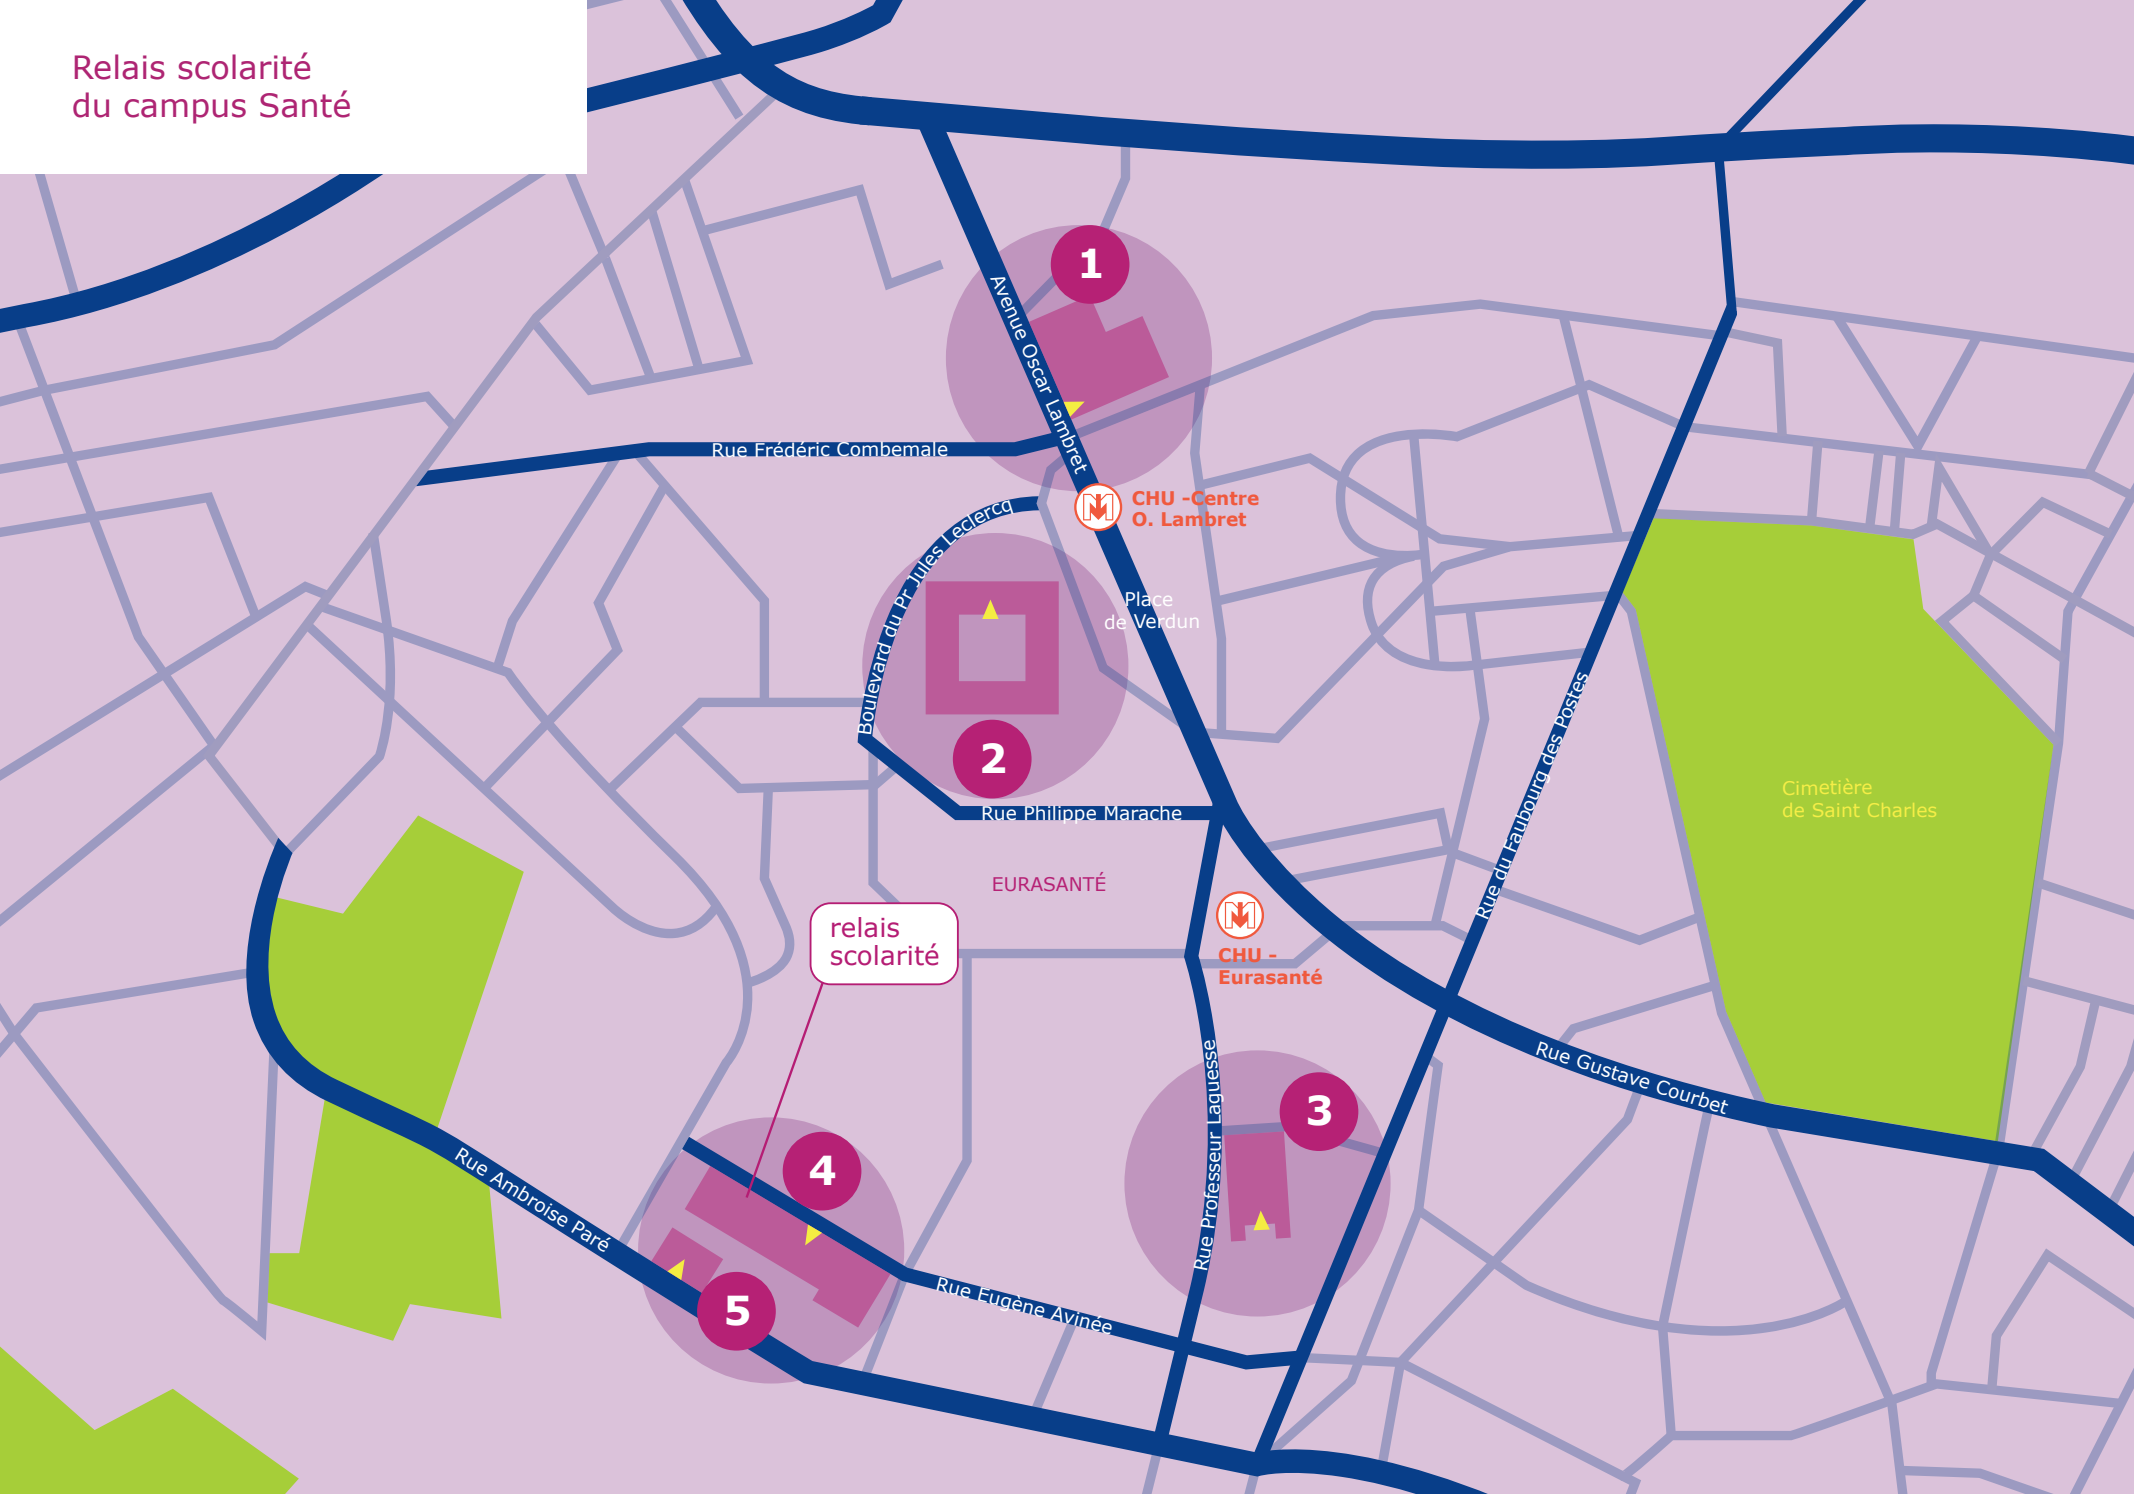 Relais scolarité
du campus Santé
1
Avenue Oscar Lambret
Rue Frédéric Combemale
CHU -Centre
O. Lambret
Boulevard du Pr Jules Leclercq
Place
de Verdun
2
Rue Philippe Marache
Rue du Faubourg des Postes
Cimetière
de Saint Charles
EURASANTÉ
relais
scolarité
CHU -
Eurasanté
Rue Gustave Courbet
Rue Professeur Laguesse
3
4
Rue Ambroise Paré
Rue Eugène Avinée
5